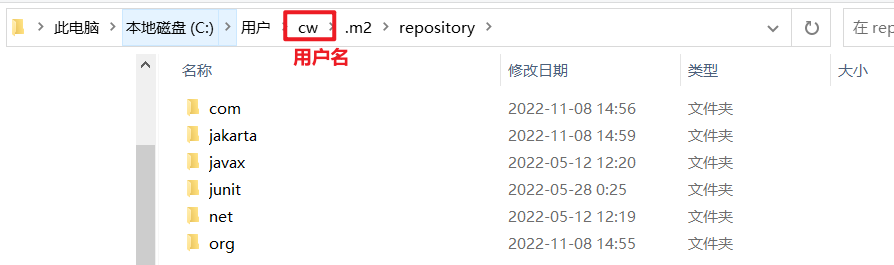 此电脑 > 本地磁盘 (C:) > 用户 > cw > .m2 > repository >
在 rep
用户名
名称 修改日期 类型 大小
com 2022-11-08 14:56 文件夹
jakarta 2022-11-08 14:59 文件夹
javax 2022-05-12 12:20 文件夹
junit 2022-05-28 0:25 文件夹
net 2022-05-12 12:19 文件夹
org 2022-11-08 14:55 文件夹